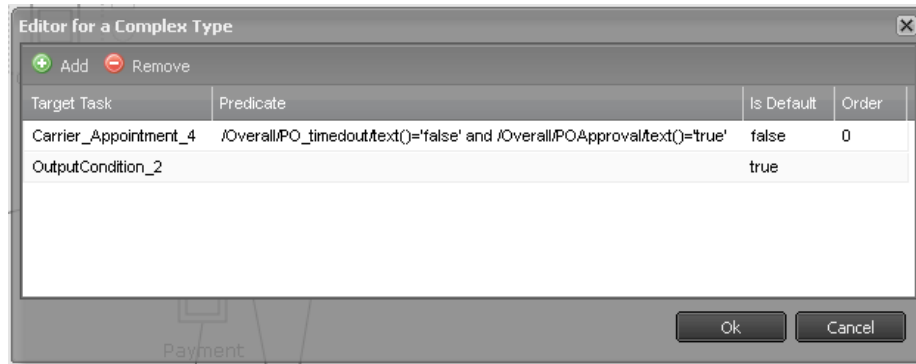 Editor for a Complex Type
Add Remove
Target Task Predicate Is Default Order
Carrier_Appointment_4 /Overall/PO_timedout/text()='false' and /Overall/POApproval/text()='true' false 0
OutputCondition_2 true
Ok Cancel
Payment